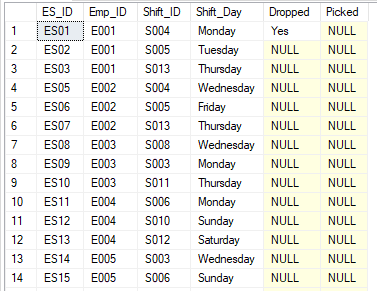 ES_ID Emp_ID Shift_ID Shift_Day Dropped Picked
1 ES01 E001 S004 Monday Yes NULL
2 ES02 E001 S005 Tuesday NULL NULL
3 ES03 E001 S013 Thursday NULL NULL
4 ES05 E002 S004 Wednesday NULL NULL
5 ES06 E002 S005 Friday NULL NULL
6 ES07 E002 S013 Thursday NULL NULL
7 ES08 E003 S008 Wednesday NULL NULL
8 ES09 E003 S003 Monday NULL NULL
9 ES10 E003 S011 Thursday NULL NULL
10 ES11 E004 S006 Monday NULL NULL
11 ES12 E004 S010 Sunday NULL NULL
12 ES13 E004 S012 Saturday NULL NULL
13 ES14 E005 S003 Wednesday NULL NULL
14 ES15 E005 S006 Sunday NULL NULL